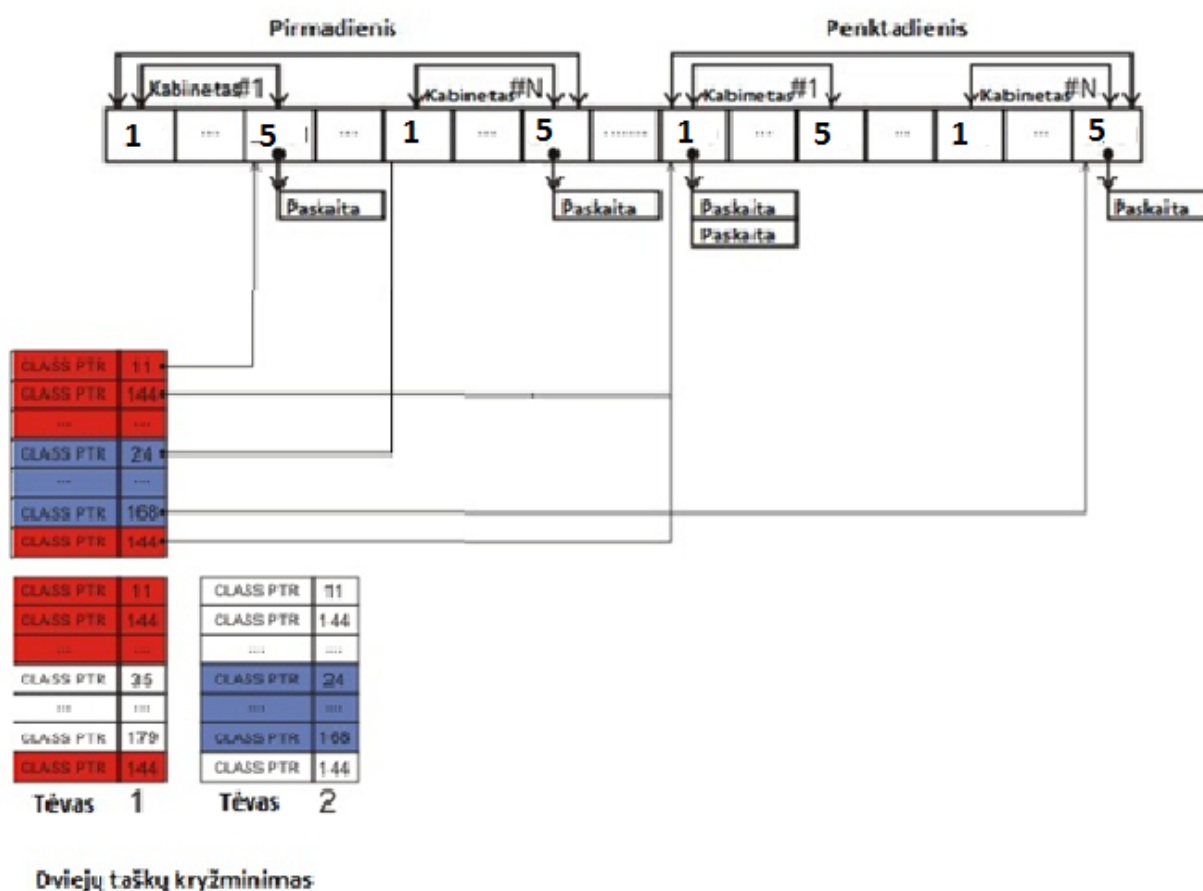 Pirmadienis Penktadienis
Kabinetas#1 Kabinetas#N Kabinetas#1 Kabinetas#N
1 .... 5 .... 1 .... 5 ........ 1 .... 5 ... 1 ... 5
Paskaita Paskaita Paskaita Paskaita
Paskaita
CLASS PTR 11
CLASS PTR 144
.... ....
CLASS PTR 24
.... ....
CLASS PTR 168
CLASS PTR 144
CLASS PTR 11 CLASS PTR 11
CLASS PTR 144 CLASS PTR 144
.... .... .... ....
CLASS PTR 35 CLASS PTR 24
.... .... .... ....
CLASS PTR 179 CLASS PTR 168
CLASS PTR 144 CLASS PTR 144
Tėvas 1 Tėvas 2
Dviejų taškų kryžminimas